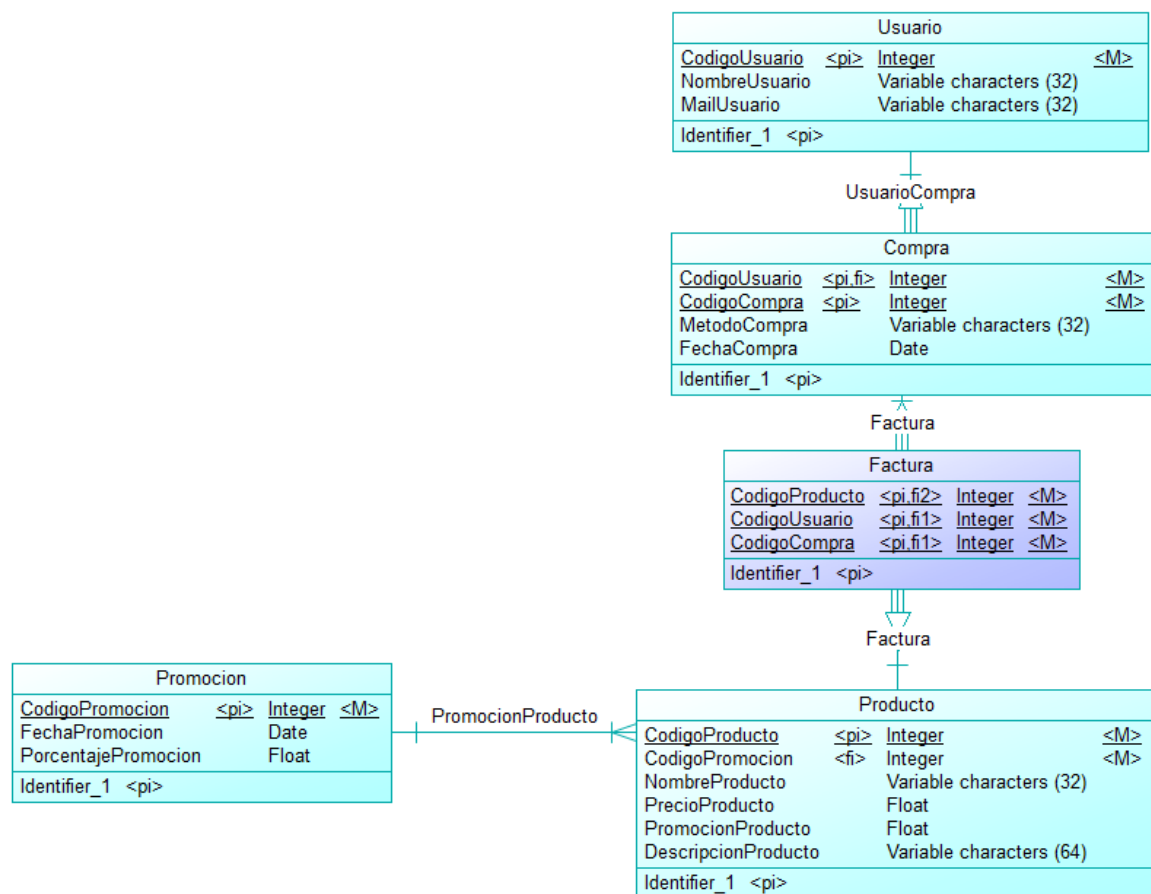 Usuario
CodigoUsuario <pi> Integer <M>
NombreUsuario Variable characters (32)
MailUsuario Variable characters (32)
Identifier_1 <pi>
UsuarioCompra
Compra
CodigoUsuario <pi,fi> Integer <M>
CodigoCompra <pi> Integer <M>
MetodoCompra Variable characters (32)
FechaCompra Date
Identifier_1 <pi>
Factura
Factura
CodigoProducto <pi,fi2> Integer <M>
CodigoUsuario <pi,fi1> Integer <M>
CodigoCompra <pi,fi1> Integer <M>
Identifier_1 <pi>
Factura
Promocion
CodigoPromocion <pi> Integer <M>
FechaPromocion Date
PorcentajePromocion Float
Identifier_1 <pi>
PromocionProducto
Producto
CodigoProducto <pi> Integer <M>
CodigoPromocion <fi> Integer <M>
NombreProducto Variable characters (32)
PrecioProducto Float
PromocionProducto Float
DescripcionProducto Variable characters (64)
Identifier_1 <pi>